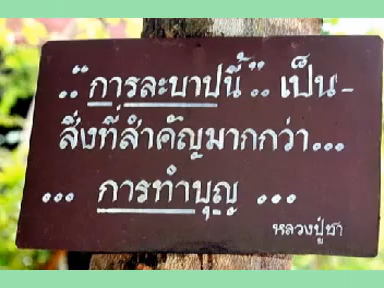 ..“การละบาปนี้”.. เป็น-
สิ่งที่สำคัญมากกว่า...
... การทำบุญ ...
หลวงปู่ชา